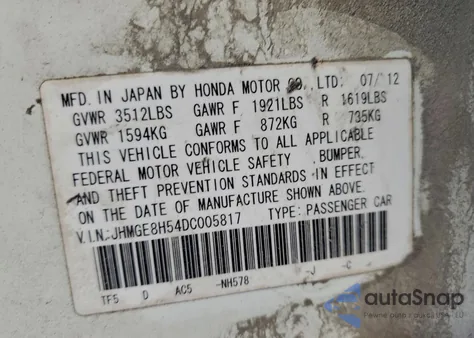 MFD. IN JAPAN BY HONDA MOTOR CO., LTD. 07/12
GVWR 3512LBS GAWR F 1921LBS R 1619LBS
GVWR 1594KG GAWR F 872KG R 735KG
THIS VEHICLE CONFORMS TO ALL APPLICABLE
FEDERAL MOTOR VEHICLE SAFETY , BUMPER,
AND THEFT PREVENTION STANDARDS IN EFFECT
ON THE DATE OF MANUFACTURE SHOWN ABOVE.
V.I.N.:JHMGE8H54DC005817 TYPE: PASSENGER CAR
TF5 D AC5 -NH578 -J -C -
autoSnap